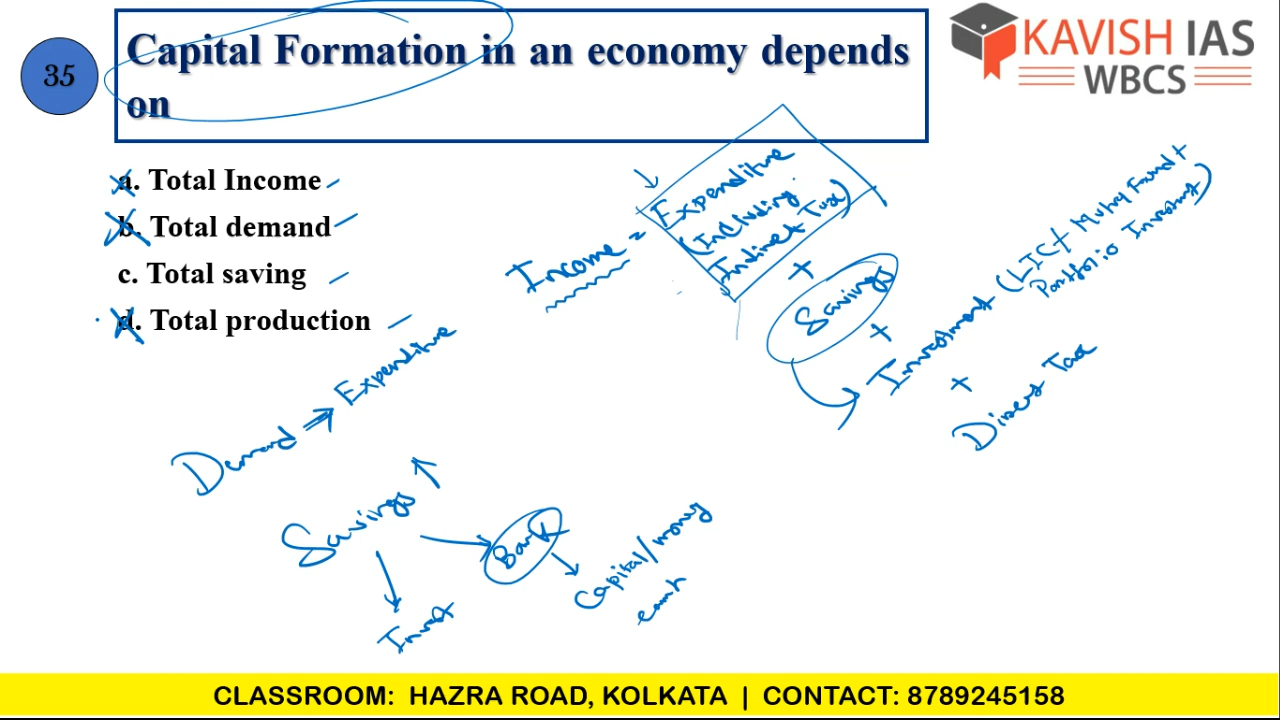 35
Capital Formation in an economy depends
on
KAVISH IAS
WBCS
a. Total Income
b. Total demand
c. Total saving
d. Total production
Income =
Expenditure
(Including
Indirect Tax)
+
Savings
+
Investment (LIC+ Mutual Fund+
Portfolio Investment)
+
Direct Tax
Demand ⇒ Expenditure
Savings ↑
Bank
Capital/money
Invest
CLASSROOM: HAZRA ROAD, KOLKATA | CONTACT: 8789245158